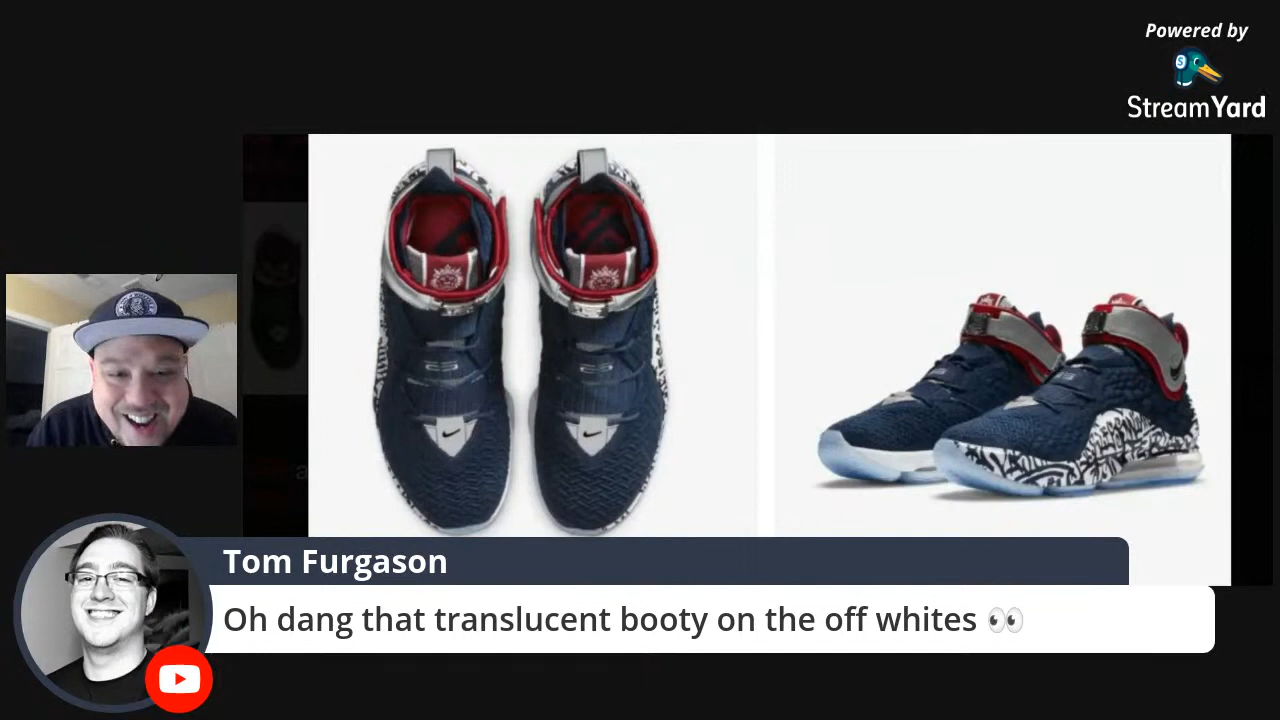 Powered by
StreamYard
Tom Furgason
Oh dang that translucent booty on the off whites 👀